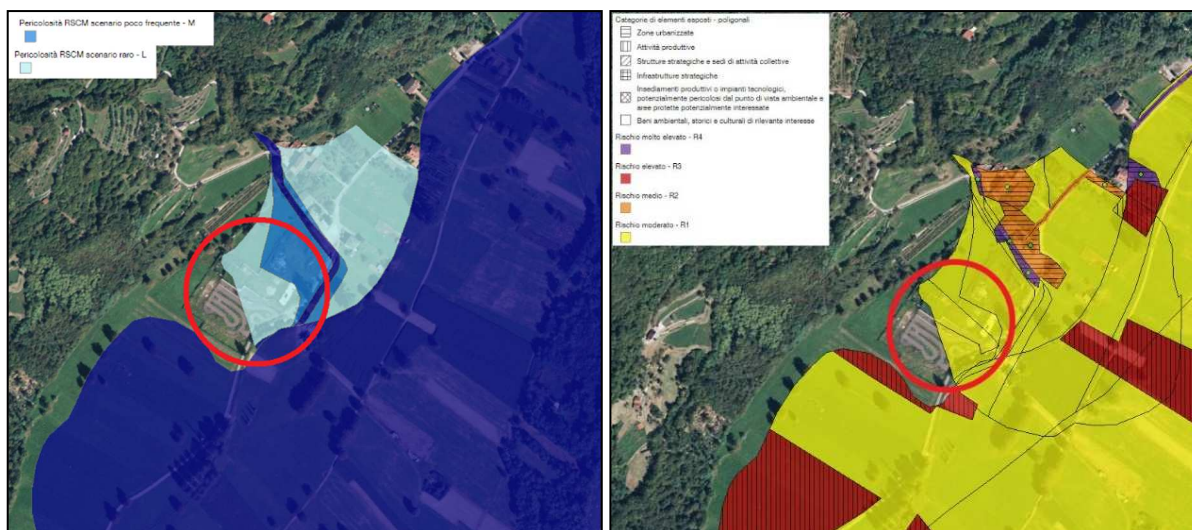 Pericolosità RSCM scenario poco frequente - M
Pericolosità RSCM scenario raro - L
Categorie di elementi esposti - poligonali
Zone urbanizzate
Attività produttive
Strutture strategiche e sedi di attività collettive
Infrastrutture strategiche
Insediamenti produttivi o impianti tecnologico,
potenzialmente pericolosi dal punto di vista ambientale e
aree protette potenzialmente interessate
Beni ambientali, storici e culturali di rilevante interesse
Rischio molto elevato - R4
Rischio elevato - R3
Rischio medio - R2
Rischio moderato - R1